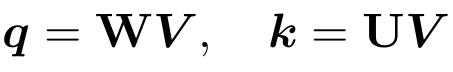 q = WV, k = UV